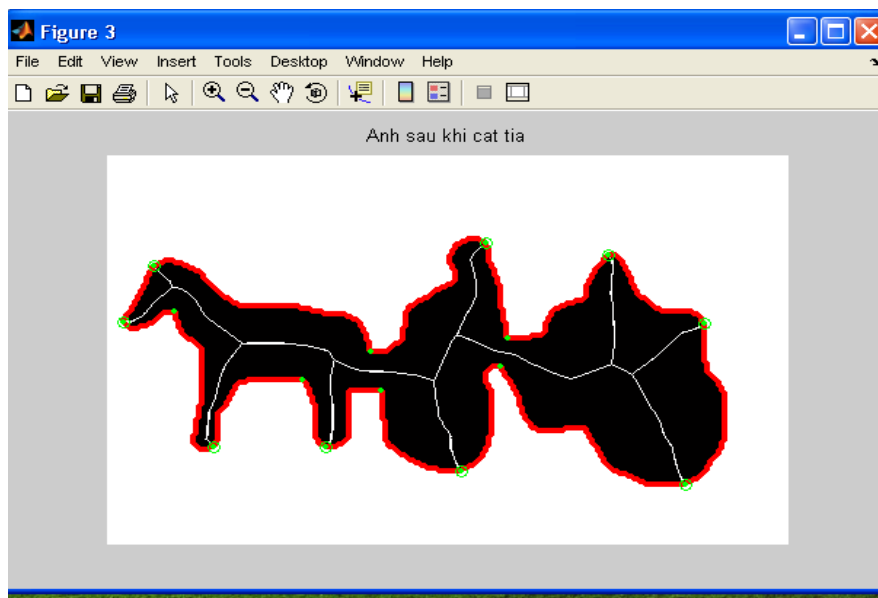 Figure 3
File Edit View Insert Tools Desktop Window Help
Anh sau khi cat tia